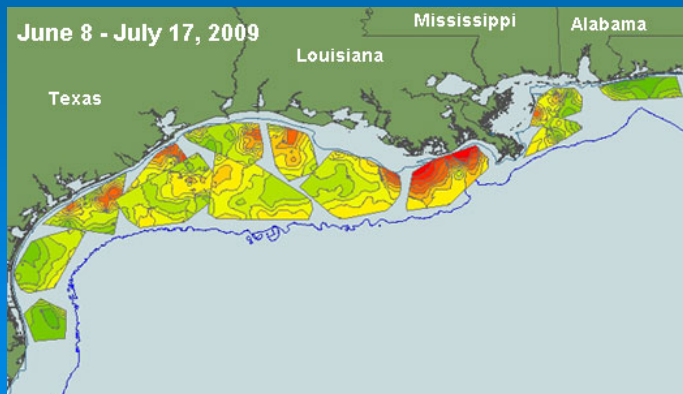 June 8 - July 17, 2009
Mississippi
Alabama
Louisiana
Texas